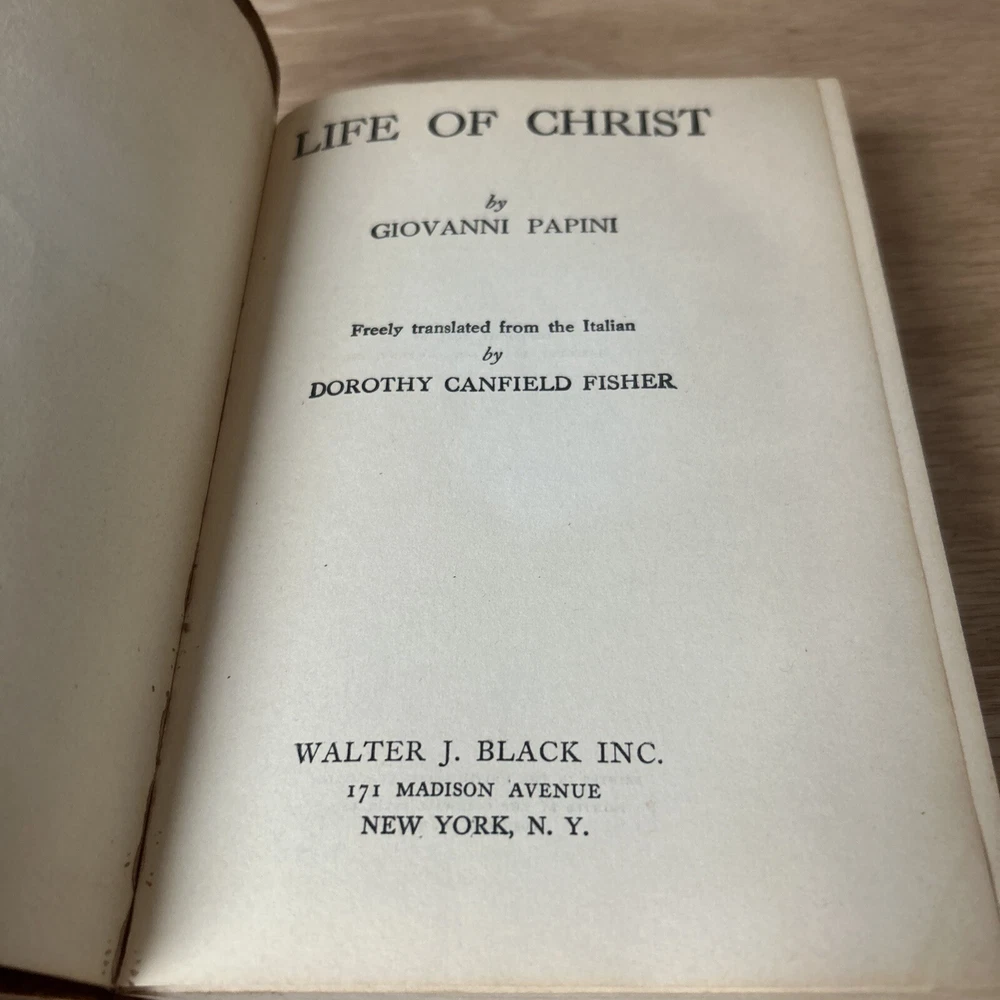 LIFE OF CHRIST
by
GIOVANNI PAPINI
Freely translated from the Italian
by
DOROTHY CANFIELD FISHER
WALTER J. BLACK INC.
171 MADISON AVENUE
NEW YORK, N. Y.